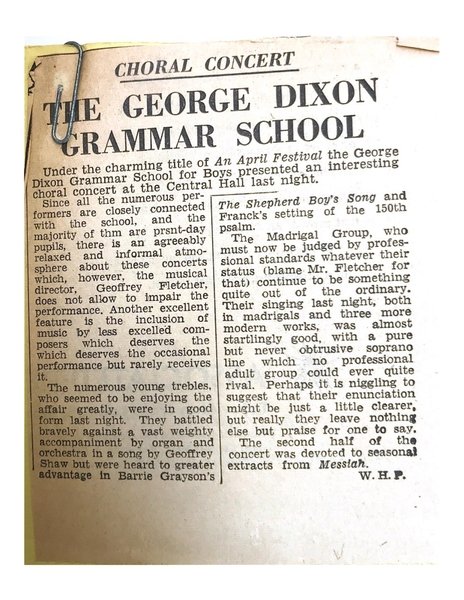 CHORAL CONCERT
THE GEORGE DIXON
GRAMMAR SCHOOL
Under the charming title of An April Festival the George
Dixon Grammar School for Boys presented an interesting
choral concert at the Central Hall last night.
Since all the numerous per-
formers are closely connected
with the school, and the
majority of thm are prsnt-day
pupils, there is an agreeably
relaxed and informal atmo-
sphere about these concerts
which, however, the musical
director, Geoffrey Fletcher,
does not allow to impair the
performance. Another excellent
feature is the inclusion of
music by less excelled com-
posers which deserves the
which deserves the occasional
performance but rarely receives
it.
The numerous young trebles,
who seemed to be enjoying the
affair greatly, were in good
form last night. They battled
bravely against a vast weighty
accompaniment by organ and
orchestra in a song by Geoffrey
Shaw but were heard to greater
advantage in Barrie Grayson's
The Shepherd Boy's Song and
Franck's setting of the 150th
psalm.
The Madrigal Group, who
must now be judged by profes-
sional standards whatever their
status (blame Mr. Fletcher for
that) continue to be something
quite out of the ordinary.
Their singing last night, both
in madrigals and three more
modern works, was almost
startlingly good, with a pure
but never obtrusive soprano
line which no professional
adult group could ever quite
rival. Perhaps it is niggling to
suggest that their enunciation
might be just a little clearer,
but really they leave nothing
else but praise for one to say.
The second half of the
concert was devoted to seasonal
extracts from Messiah.
W. H. P.